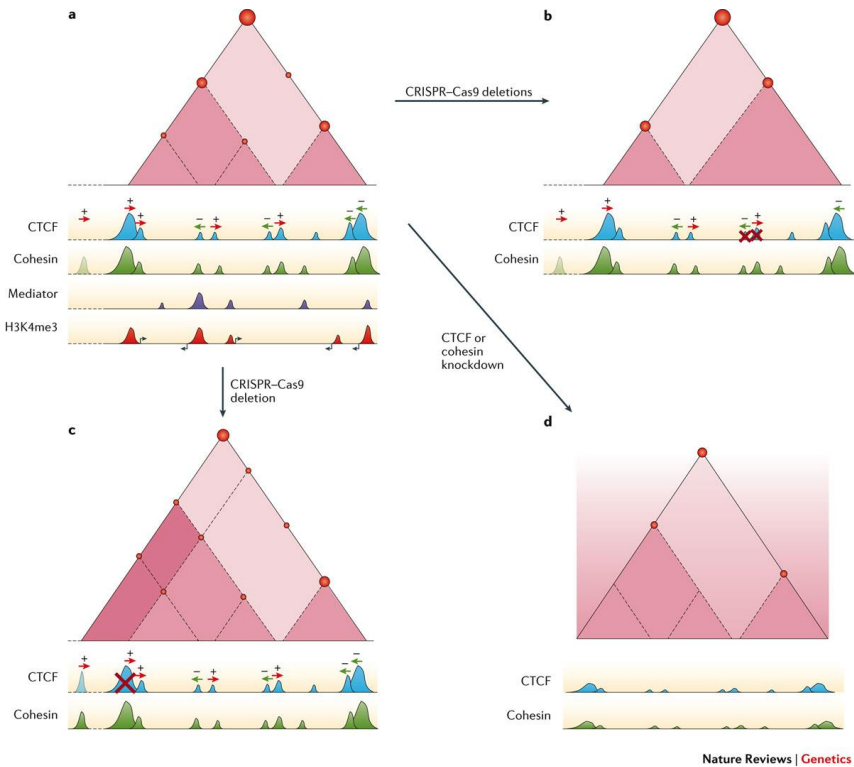 a
b
CRISPR–Cas9 deletions
+ + + − + − + − −
CTCF
Cohesin
Mediator
H3K4me3
+ + − + − + −
CTCF
Cohesin
CRISPR–Cas9
deletion
CTCF or
cohesin
knockdown
c
d
+ + + − + − + − −
CTCF
Cohesin
CTCF
Cohesin
Nature Reviews | Genetics